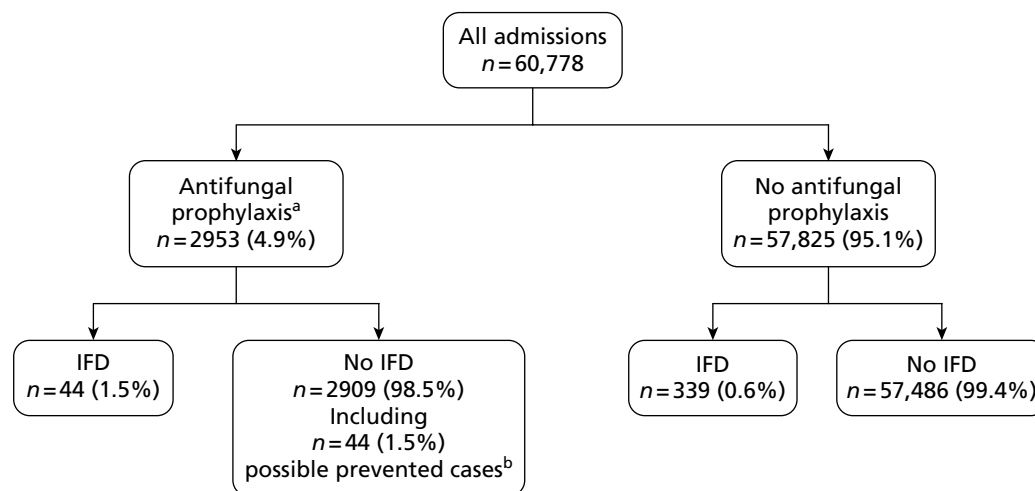 All admissions
n=60,778
Antifungal
prophylaxisᵃ
n=2953 (4.9%)
No antifungal
prophylaxis
n=57,825 (95.1%)
IFD
n=44 (1.5%)
No IFD
n=2909 (98.5%)
Including
n=44 (1.5%)
possible prevented casesᵇ
IFD
n=339 (0.6%)
No IFD
n=57,486 (99.4%)